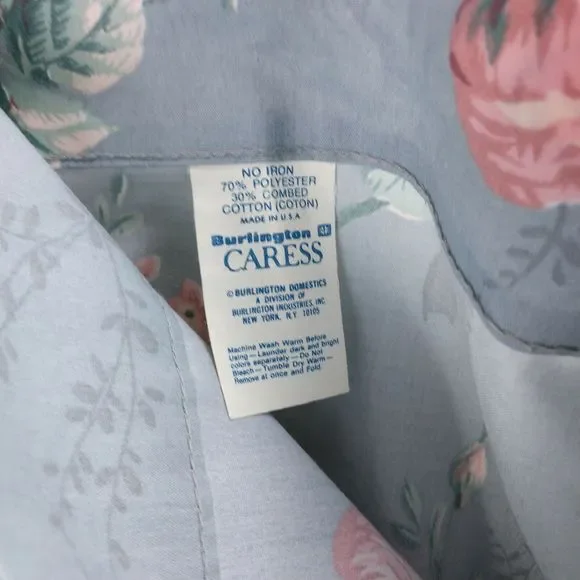 NO IRON
70% POLYESTER
30% COMBED
COTTON (COTON)
MADE IN U.S.A
Burlington
CARESS
© BURLINGTON DOMESTICS
A DIVISION OF
BURLINGTON INDUSTRIES, INC.
NEW YORK, N.Y. 10105
Machine Wash Warm Before
Using—Launder dark and bright
colors separately—Do Not
Bleach—Tumble Dry Warm—
Remove at once and Fold.